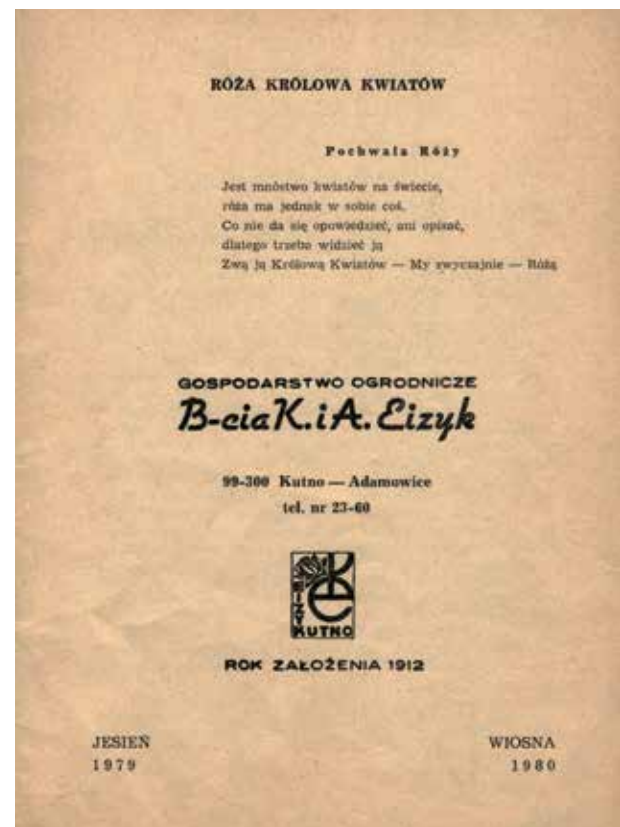 RÓŻA KRÓLOWA KWIATÓW
Pochwała Róży
Jest mnóstwo kwiatów na świecie,
róża ma jednak w sobie coś.
Co nie da się opowiedzieć, ani opisać,
dlatego trzeba widzieć ją
Zwą ją Królową Kwiatów — My zwyczajnie — Różą
GOSPODARSTWO OGRODNICZE
B-cia K. i A. Eizyk
99-300 Kutno — Adamowice
tel. nr 23-60
EIZYK
KUTNO
ROK ZAŁOŻENIA 1912
JESIEŃ WIOSNA
1979 1980